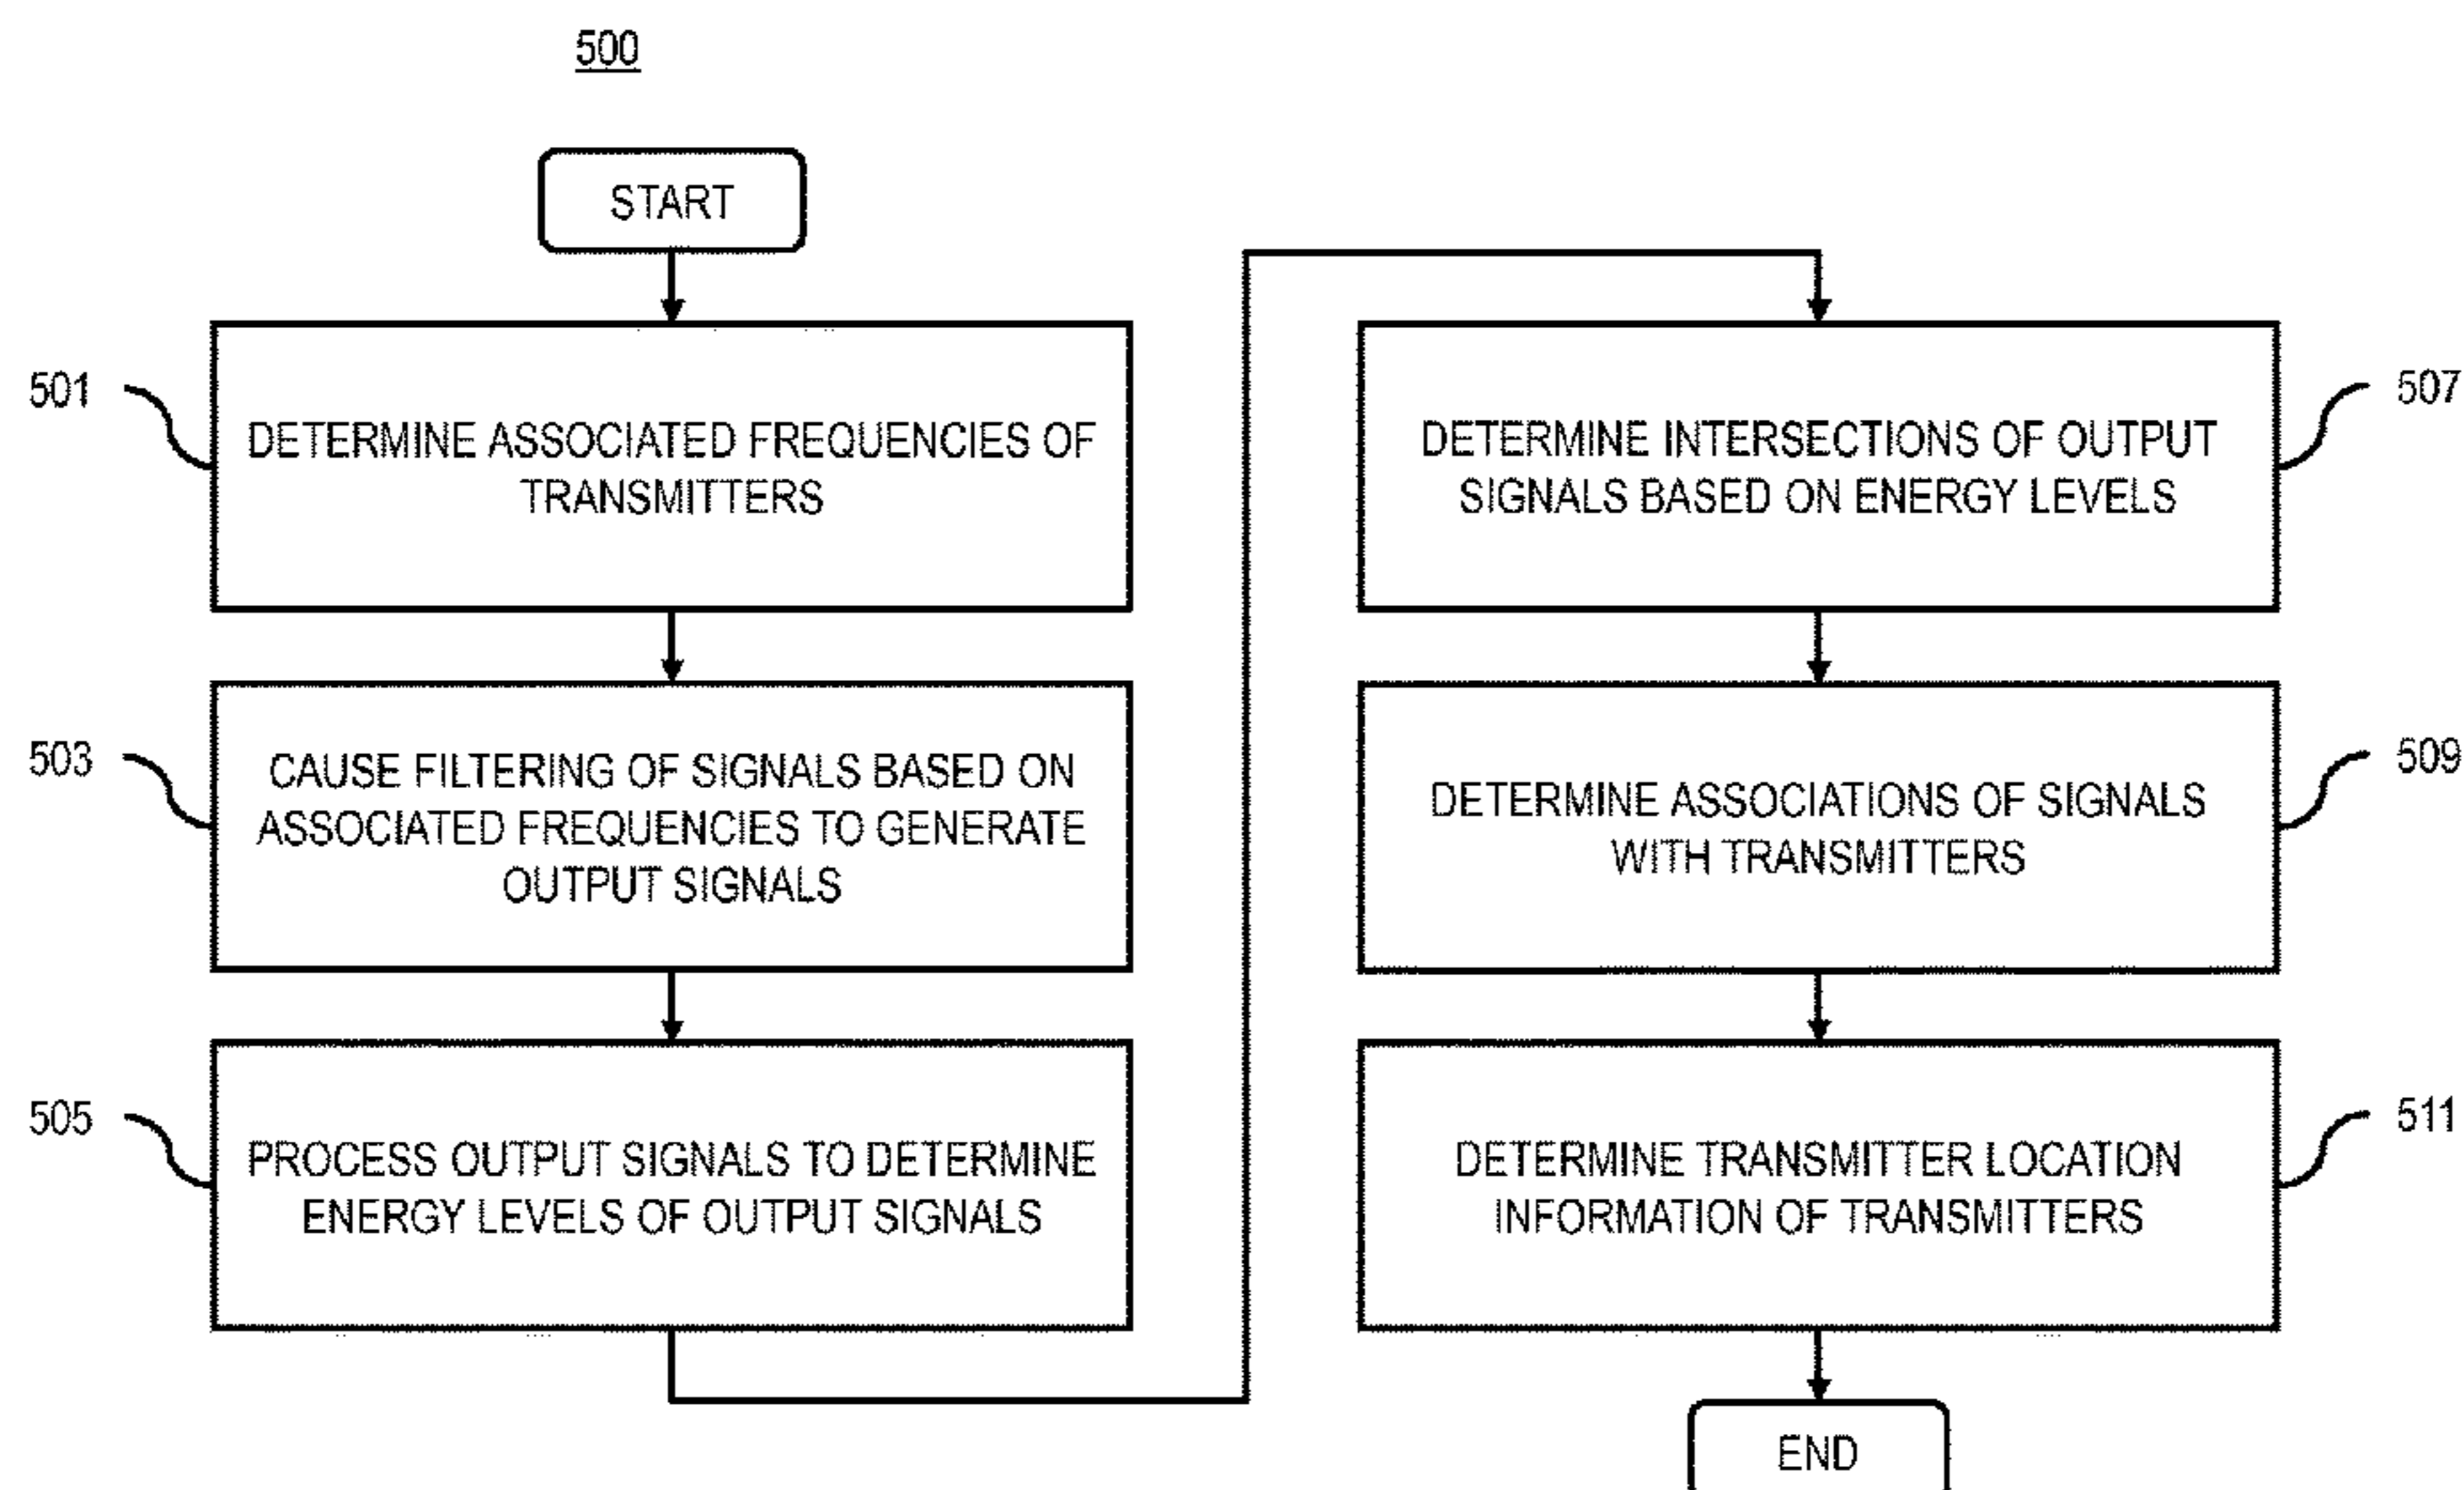 500
START
501
DETERMINE ASSOCIATED FREQUENCIES OF
TRANSMITTERS
503
CAUSE FILTERING OF SIGNALS BASED ON
ASSOCIATED FREQUENCIES TO GENERATE
OUTPUT SIGNALS
505
PROCESS OUTPUT SIGNALS TO DETERMINE
ENERGY LEVELS OF OUTPUT SIGNALS
507
DETERMINE INTERSECTIONS OF OUTPUT
SIGNALS BASED ON ENERGY LEVELS
509
DETERMINE ASSOCIATIONS OF SIGNALS
WITH TRANSMITTERS
511
DETERMINE TRANSMITTER LOCATION
INFORMATION OF TRANSMITTERS
END